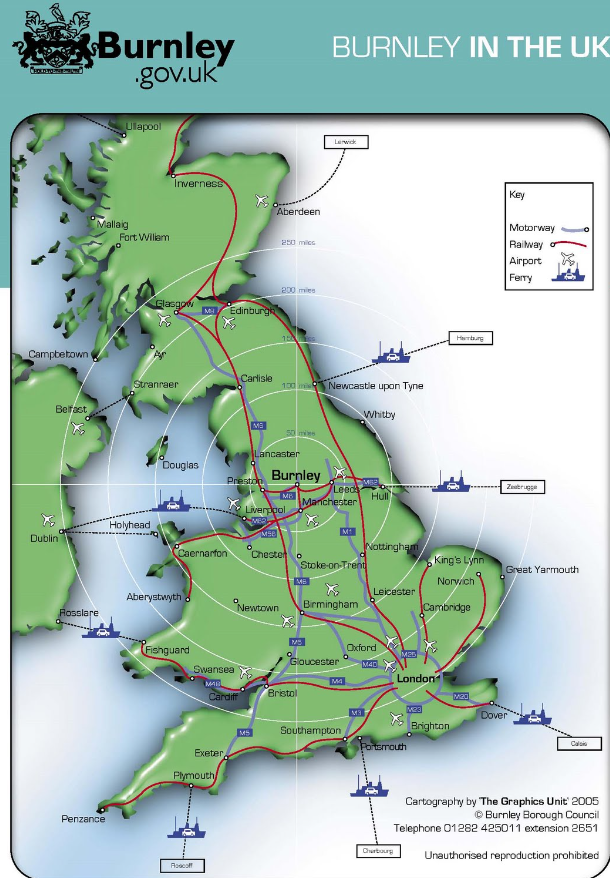 Burnley
.gov.uk
BURNLEY IN THE UK
Ullapool
Lerwick
Inverness
Key
Aberdeen
Mallaig
Motorway
Fort William
Railway
250 miles
Airport
Ferry
200 miles
Glasgow
M8
Edinburgh
150 miles
Hamburg
Campbeltown
Ayr
Carlisle
100 miles
Newcastle upon Tyne
Stranraer
Belfast
Whitby
M6
50 miles
Lancaster
Douglas
Burnley
Preston
Leeds
M62
Hull
Zeebrugge
M6
Manchester
Liverpool
M62
Holyhead
M56
M1
Dublin
Caernarfon
Chester
Nottingham
King's Lynn
Stoke-on-Trent
Great Yarmouth
Norwich
M6
Aberystwyth
Leicester
Newtown
Birmingham
Cambridge
Rosslare
M5
Oxford
Fishguard
Gloucester
M25
M40
Swansea
London
M48
M4
Cardiff
Bristol
M20
M3
M23
Dover
Brighton
M5
Southampton
Portsmouth
Calais
Exeter
Plymouth
Penzance
Cherbourg
Roscoff
Cartography by 'The Graphics Unit' 2005
© Burnley Borough Council
Telephone 01282 425011 extension 2651
Unauthorised reproduction prohibited